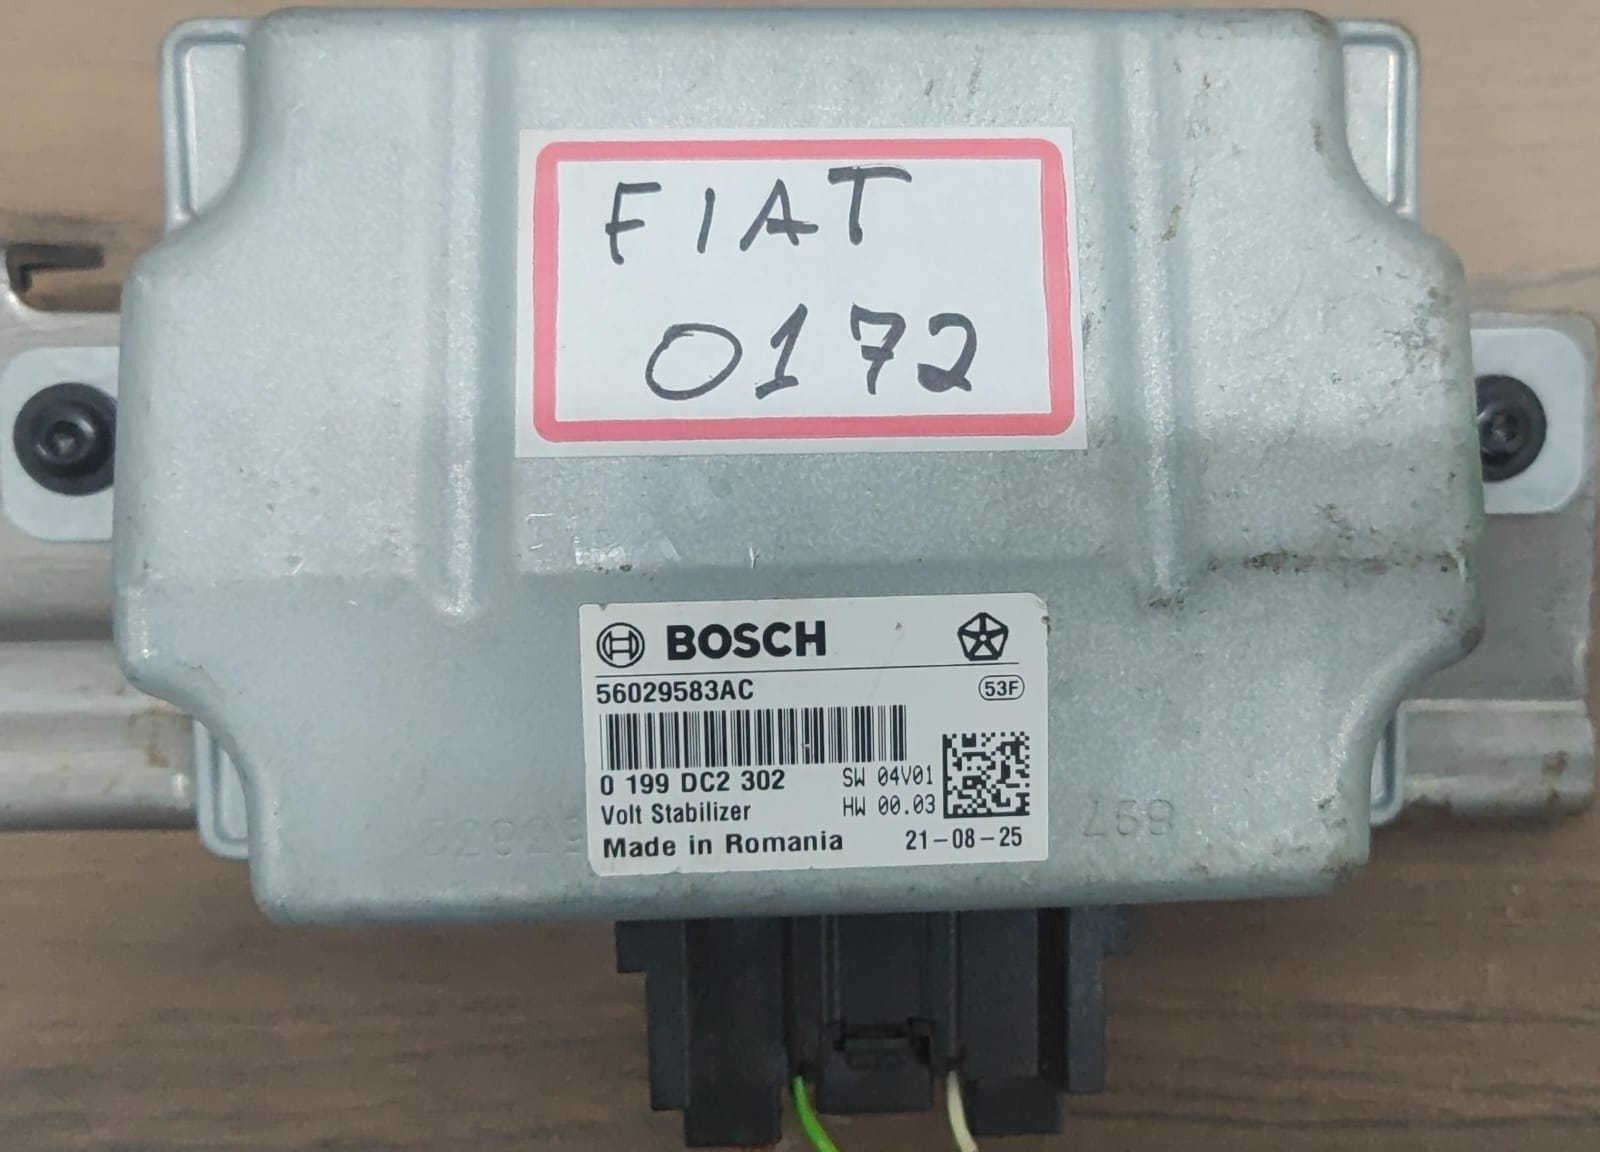 FIAT
0172
BOSCH
56029583AC
53F
0 199 DC2 302
SW 04V01
Volt Stabilizer
HW 00.03
Made in Romania
21-08-25